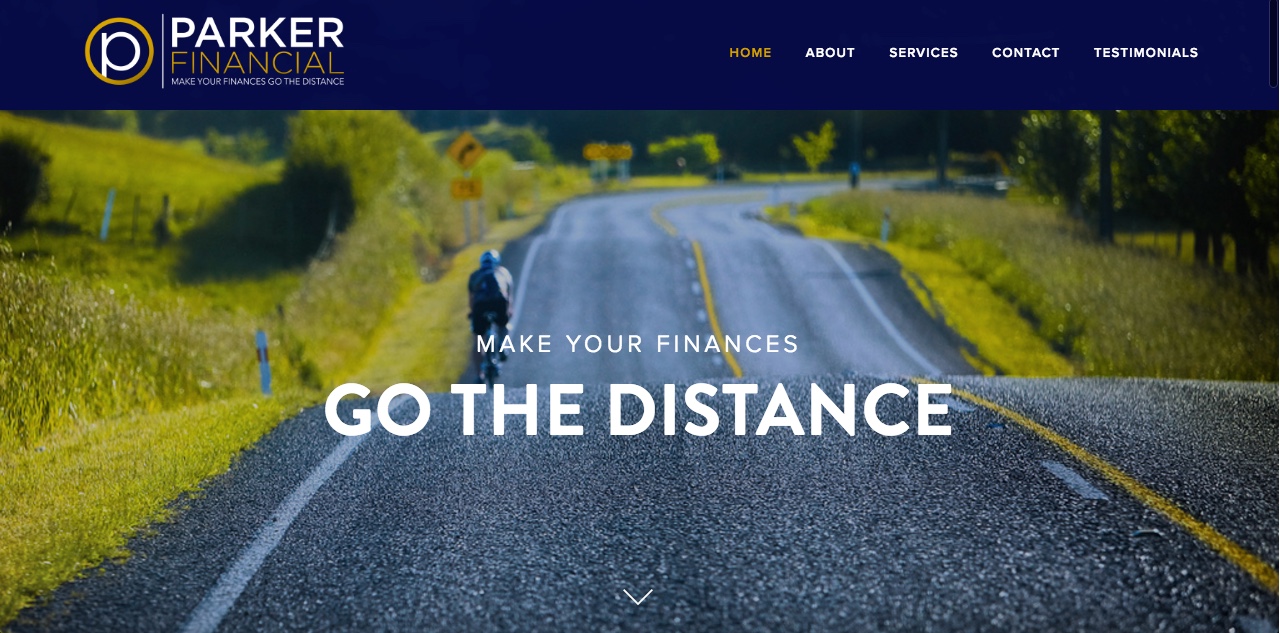 PARKER
FINANCIAL
MAKE YOUR FINANCES GO THE DISTANCE
HOME ABOUT SERVICES CONTACT TESTIMONIALS
MAKE YOUR FINANCES
GO THE DISTANCE